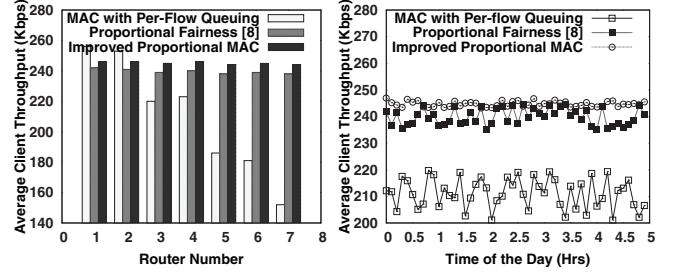 Average Client Throughput (Kbps)
280
260
240
220
200
180
160
140
MAC with Per-Flow Queuing
Proportional Fairness [8]
Improved Proportional MAC
0 1 2 3 4 5 6 7 8
Router Number
Average Client Throughput (Kbps)
280
270
260
250
240
230
220
210
200
MAC with Per-flow Queuing
Proportional Fairness [8]
Improved Proportional MAC
0 0.5 1 1.5 2 2.5 3 3.5 4 4.5 5
Time of the Day (Hrs)